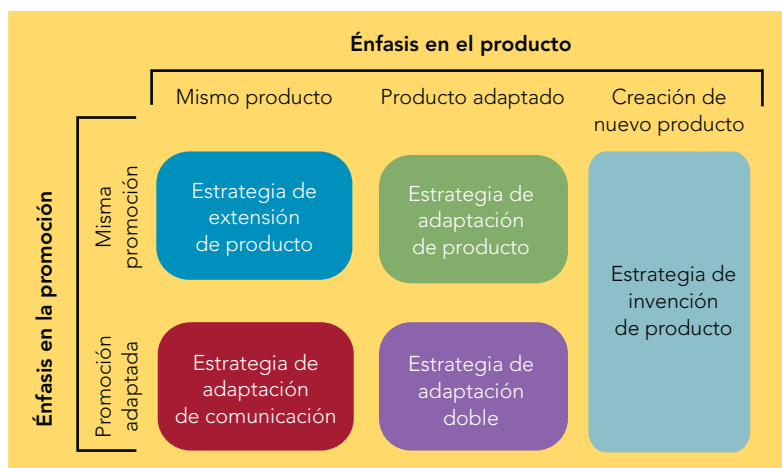 Énfasis en el producto
Mismo producto
Producto adaptado
Creación de
nuevo producto
Énfasis en la promoción
Misma
promoción
Estrategia de
extensión
de producto
Estrategia de
adaptación
de producto
Estrategia de
invención
de producto
Promoción
adaptada
Estrategia de
adaptación
de comunicación
Estrategia de
adaptación
doble